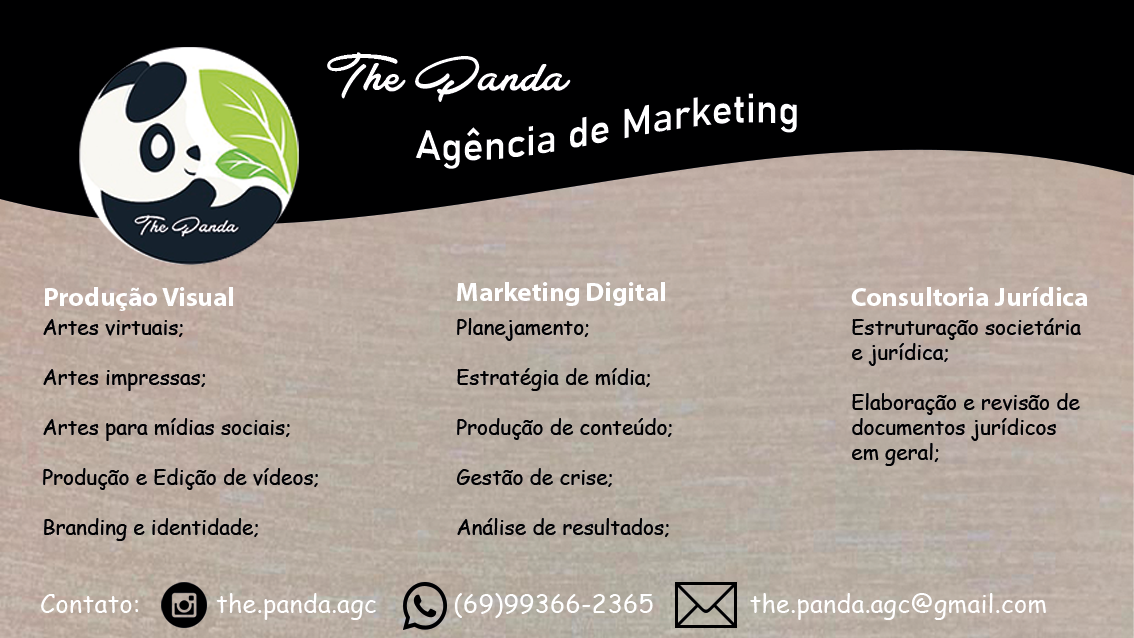 The Panda
Agência de Marketing
The Panda
Produção Visual
Artes virtuais;
Artes impressas;
Artes para mídias sociais;
Produção e Edição de vídeos;
Branding e identidade;
Marketing Digital
Planejamento;
Estratégia de mídia;
Produção de conteúdo;
Gestão de crise;
Análise de resultados;
Consultoria Jurídica
Estruturação societária
e jurídica;
Elaboração e revisão de
documentos jurídicos
em geral;
Contato: the.panda.agc (69)99366-2365 the.panda.agc@gmail.com